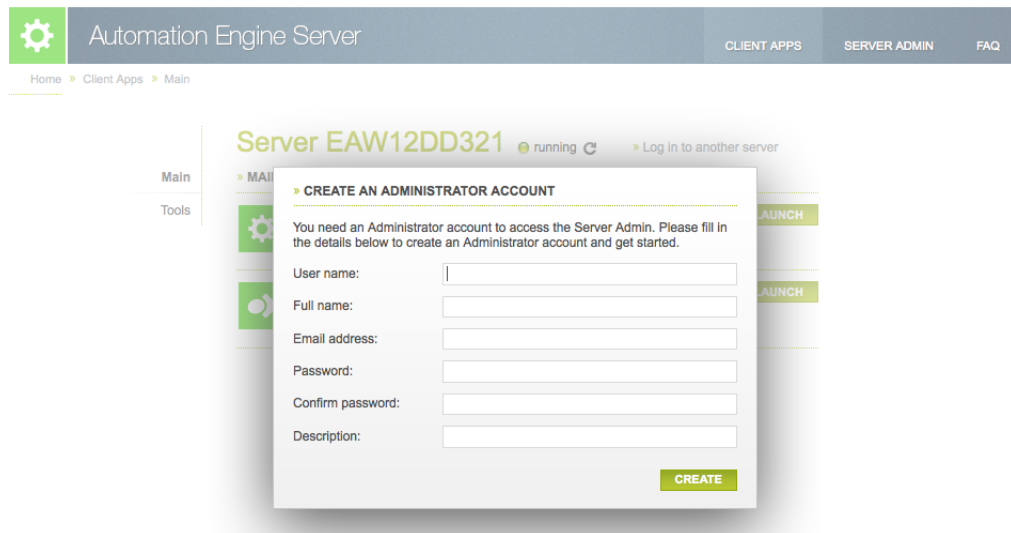 Automation Engine Server
CLIENT APPS
SERVER ADMIN
FAQ
Home » Client Apps » Main
Server EAW12DD321 running » Log in to another server
Main
Tools
» MAI
LAUNCH
LAUNCH
» CREATE AN ADMINISTRATOR ACCOUNT
You need an Administrator account to access the Server Admin. Please fill in
the details below to create an Administrator account and get started.
User name:
Full name:
Email address:
Password:
Confirm password:
Description:
CREATE